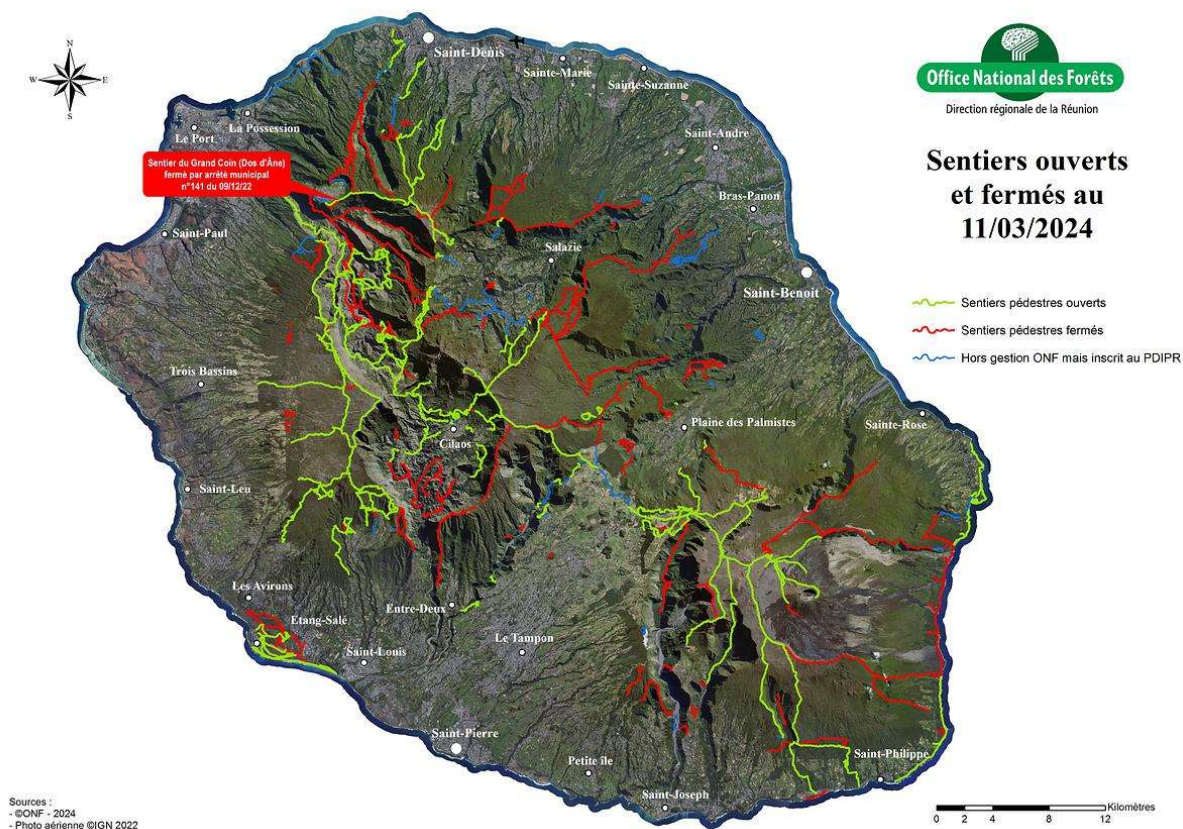 N
W
E
S
Office National des Forêts
Direction régionale de la Réunion
Sentiers ouverts
et fermés au
11/03/2024
Sentiers pédestres ouverts
Sentiers pédestres fermés
Hors gestion ONF mais inscrit au PDIPR
Saint-Denis
Sainte-Marie
Sainte-Suzanne
La Possession
Le Port
Saint-André
Sentier du Grand Coin (Dos d'Âne)
fermé par arrêté municipal
n°141 du 09/12/22
Bras-Panon
Saint-Paul
Salazie
Saint-Benoit
Trois Bassins
Sainte-Rose
Plaine des Palmistes
Cilaos
Saint-Leu
Les Avirons
Entre-Deux
Etang-Salé
Le Tampon
Saint-Louis
Saint-Pierre
Saint-Philippe
Petite île
Saint-Joseph
Kilomètres
0 2 4 8 12
Sources :
- ©ONF - 2024
- Photo aérienne ©IGN 2022